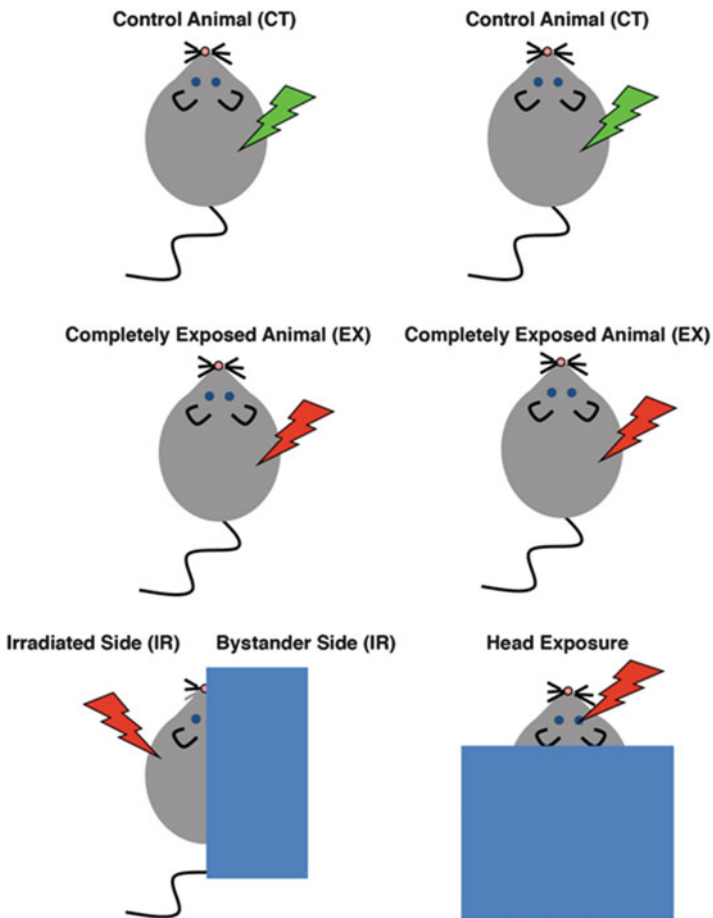 Control Animal (CT)
Control Animal (CT)
Completely Exposed Animal (EX)
Completely Exposed Animal (EX)
Irradiated Side (IR)
Bystander Side (IR)
Head Exposure